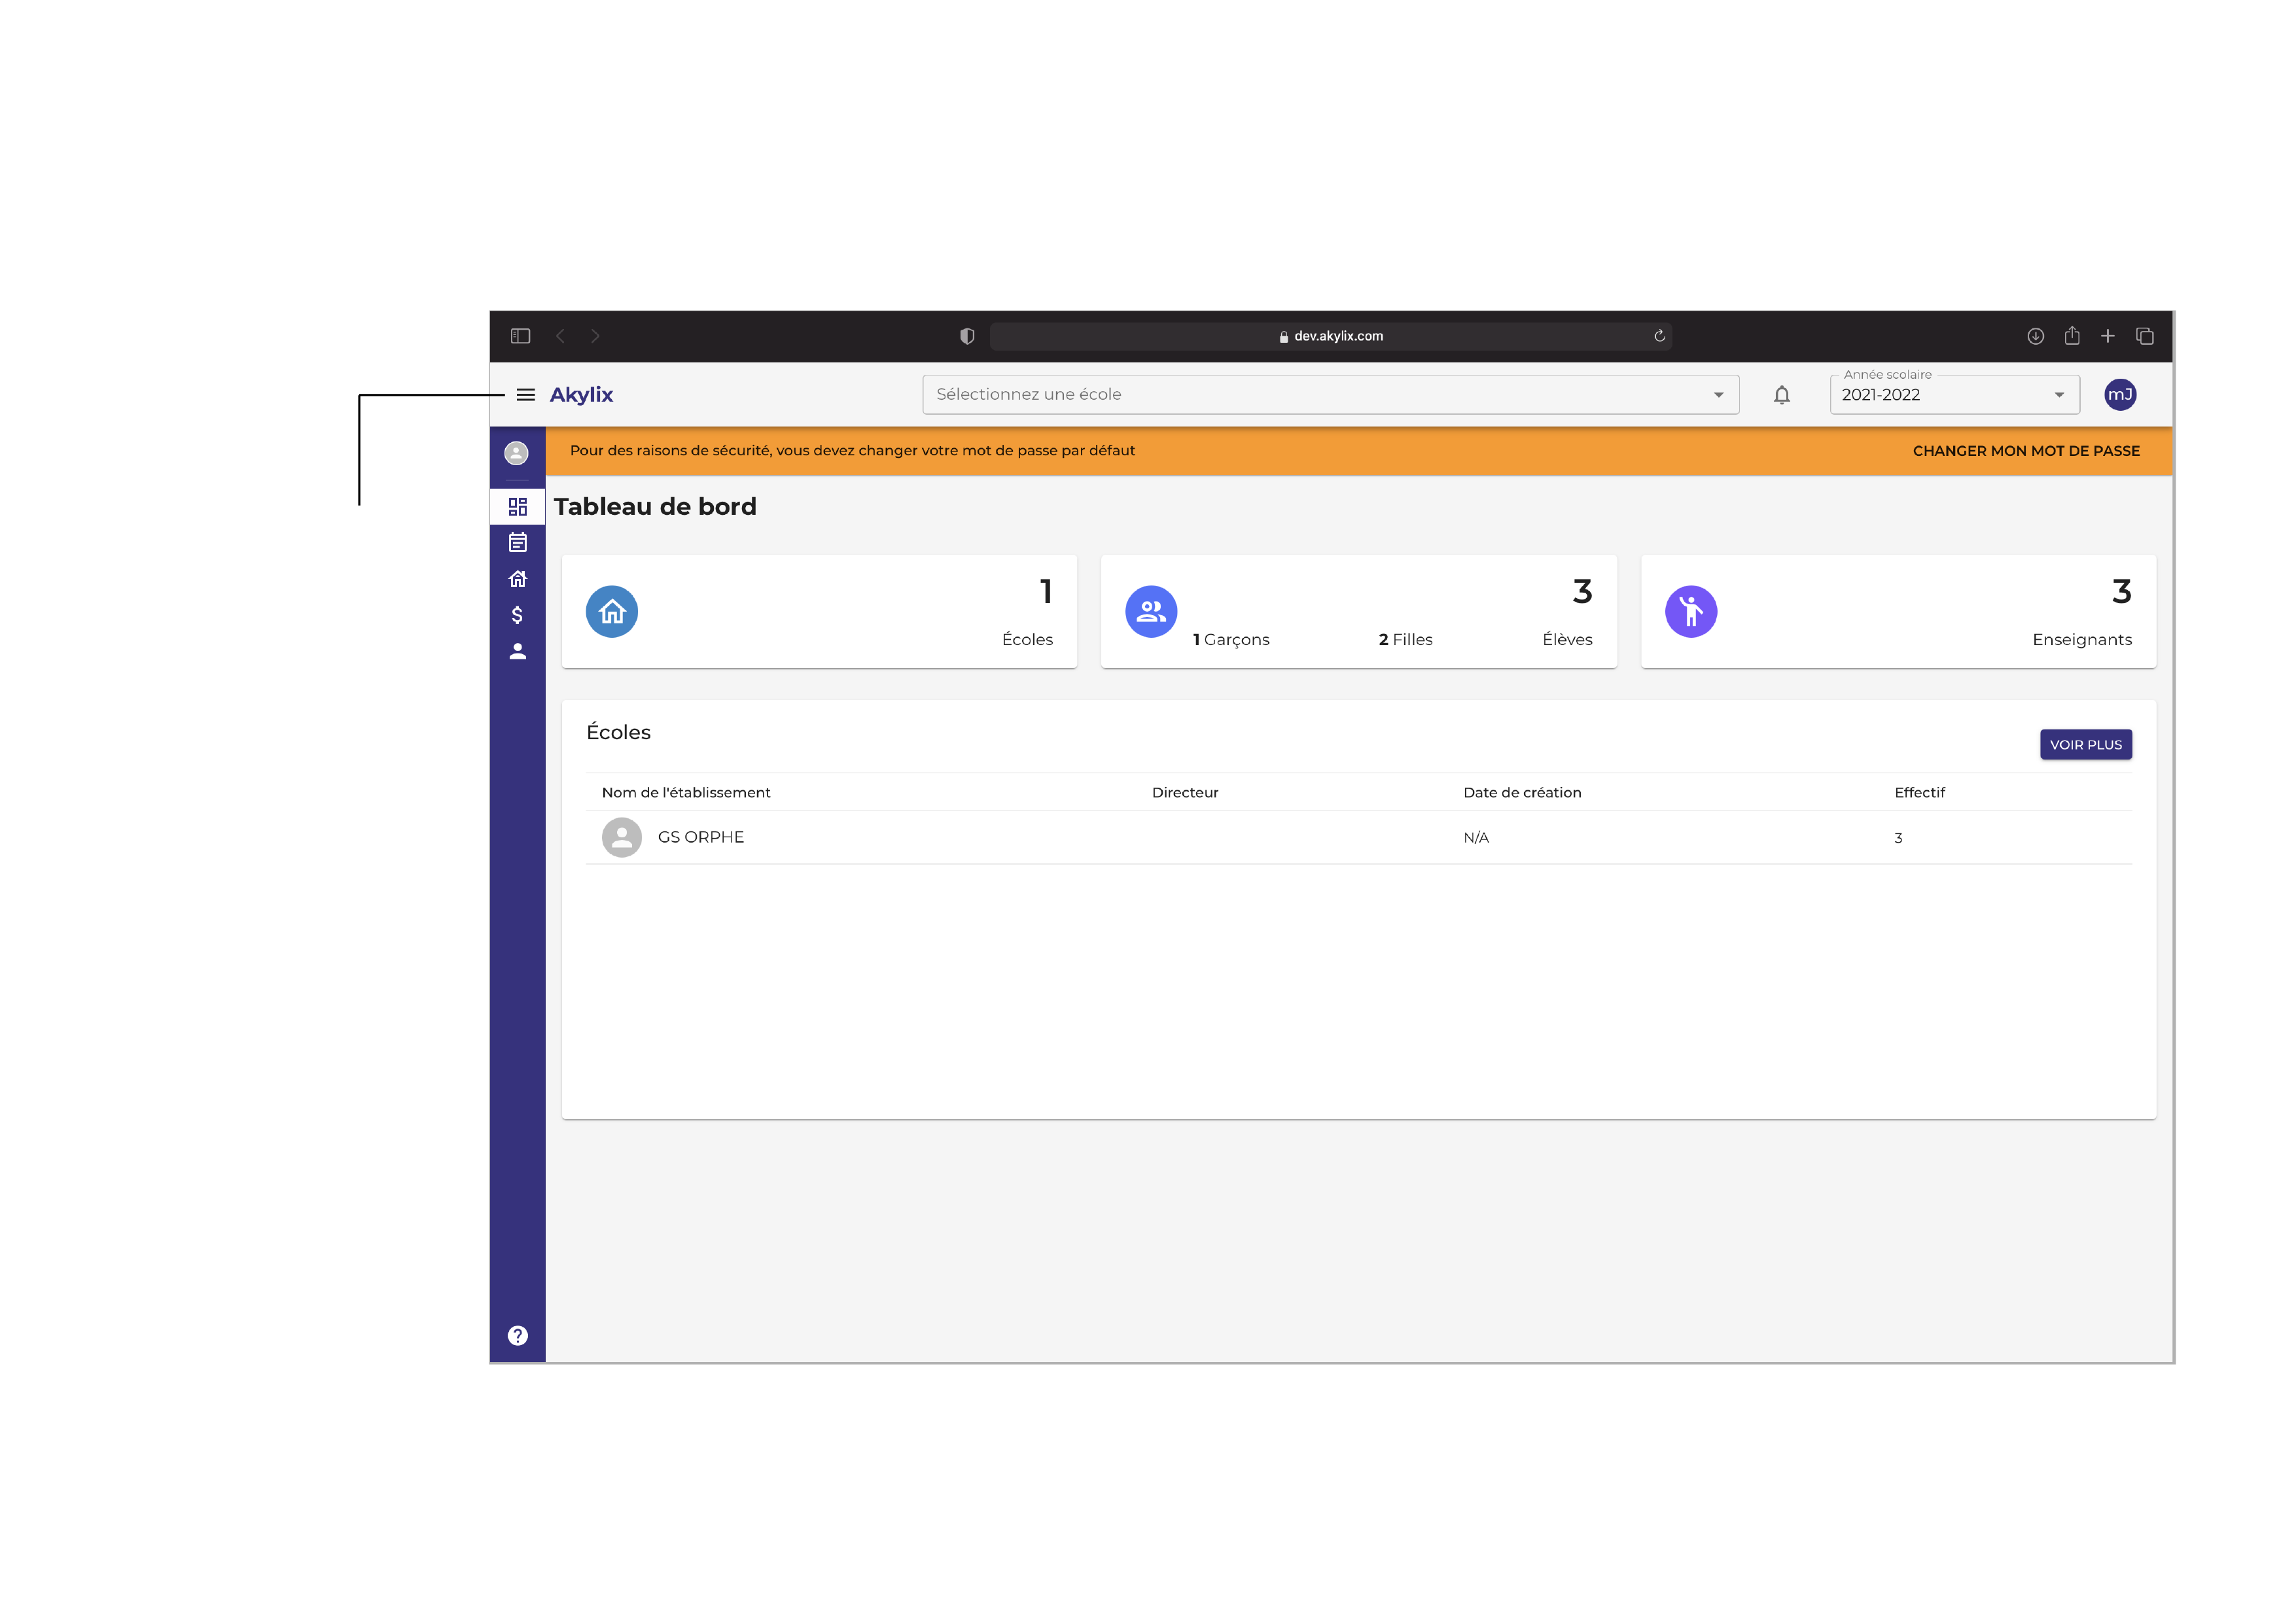 dev.akylix.com
Akylix
Sélectionnez une école
Année scolaire
2021-2022
mJ
Pour des raisons de sécurité, vous devez changer votre mot de passe par défaut
CHANGER MON MOT DE PASSE
Tableau de bord
1
Écoles
3
1 Garçons 2 Filles Élèves
3
Enseignants
Écoles
VOIR PLUS
Nom de l'établissement Directeur Date de création Effectif
GS ORPHE N/A 3